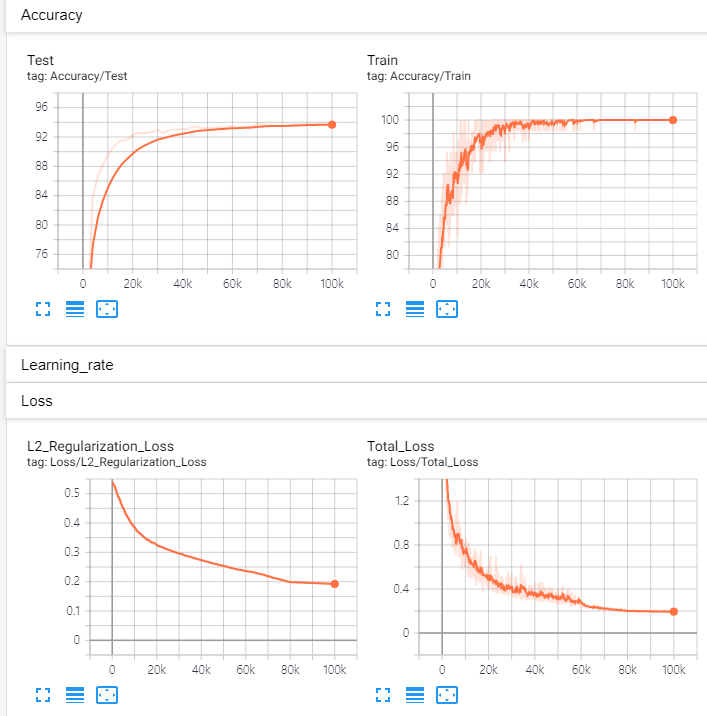 Accuracy
Test
tag: Accuracy/Test
96
92
88
84
80
76
0 20k 40k 60k 80k 100k
Train
tag: Accuracy/Train
100
96
92
88
84
80
0 20k 40k 60k 80k 100k
Learning_rate
Loss
L2_Regularization_Loss
tag: Loss/L2_Regularization_Loss
0.5
0.4
0.3
0.2
0.1
0
0 20k 40k 60k 80k 100k
Total_Loss
tag: Loss/Total_Loss
1.2
0.8
0.4
0
0 20k 40k 60k 80k 100k